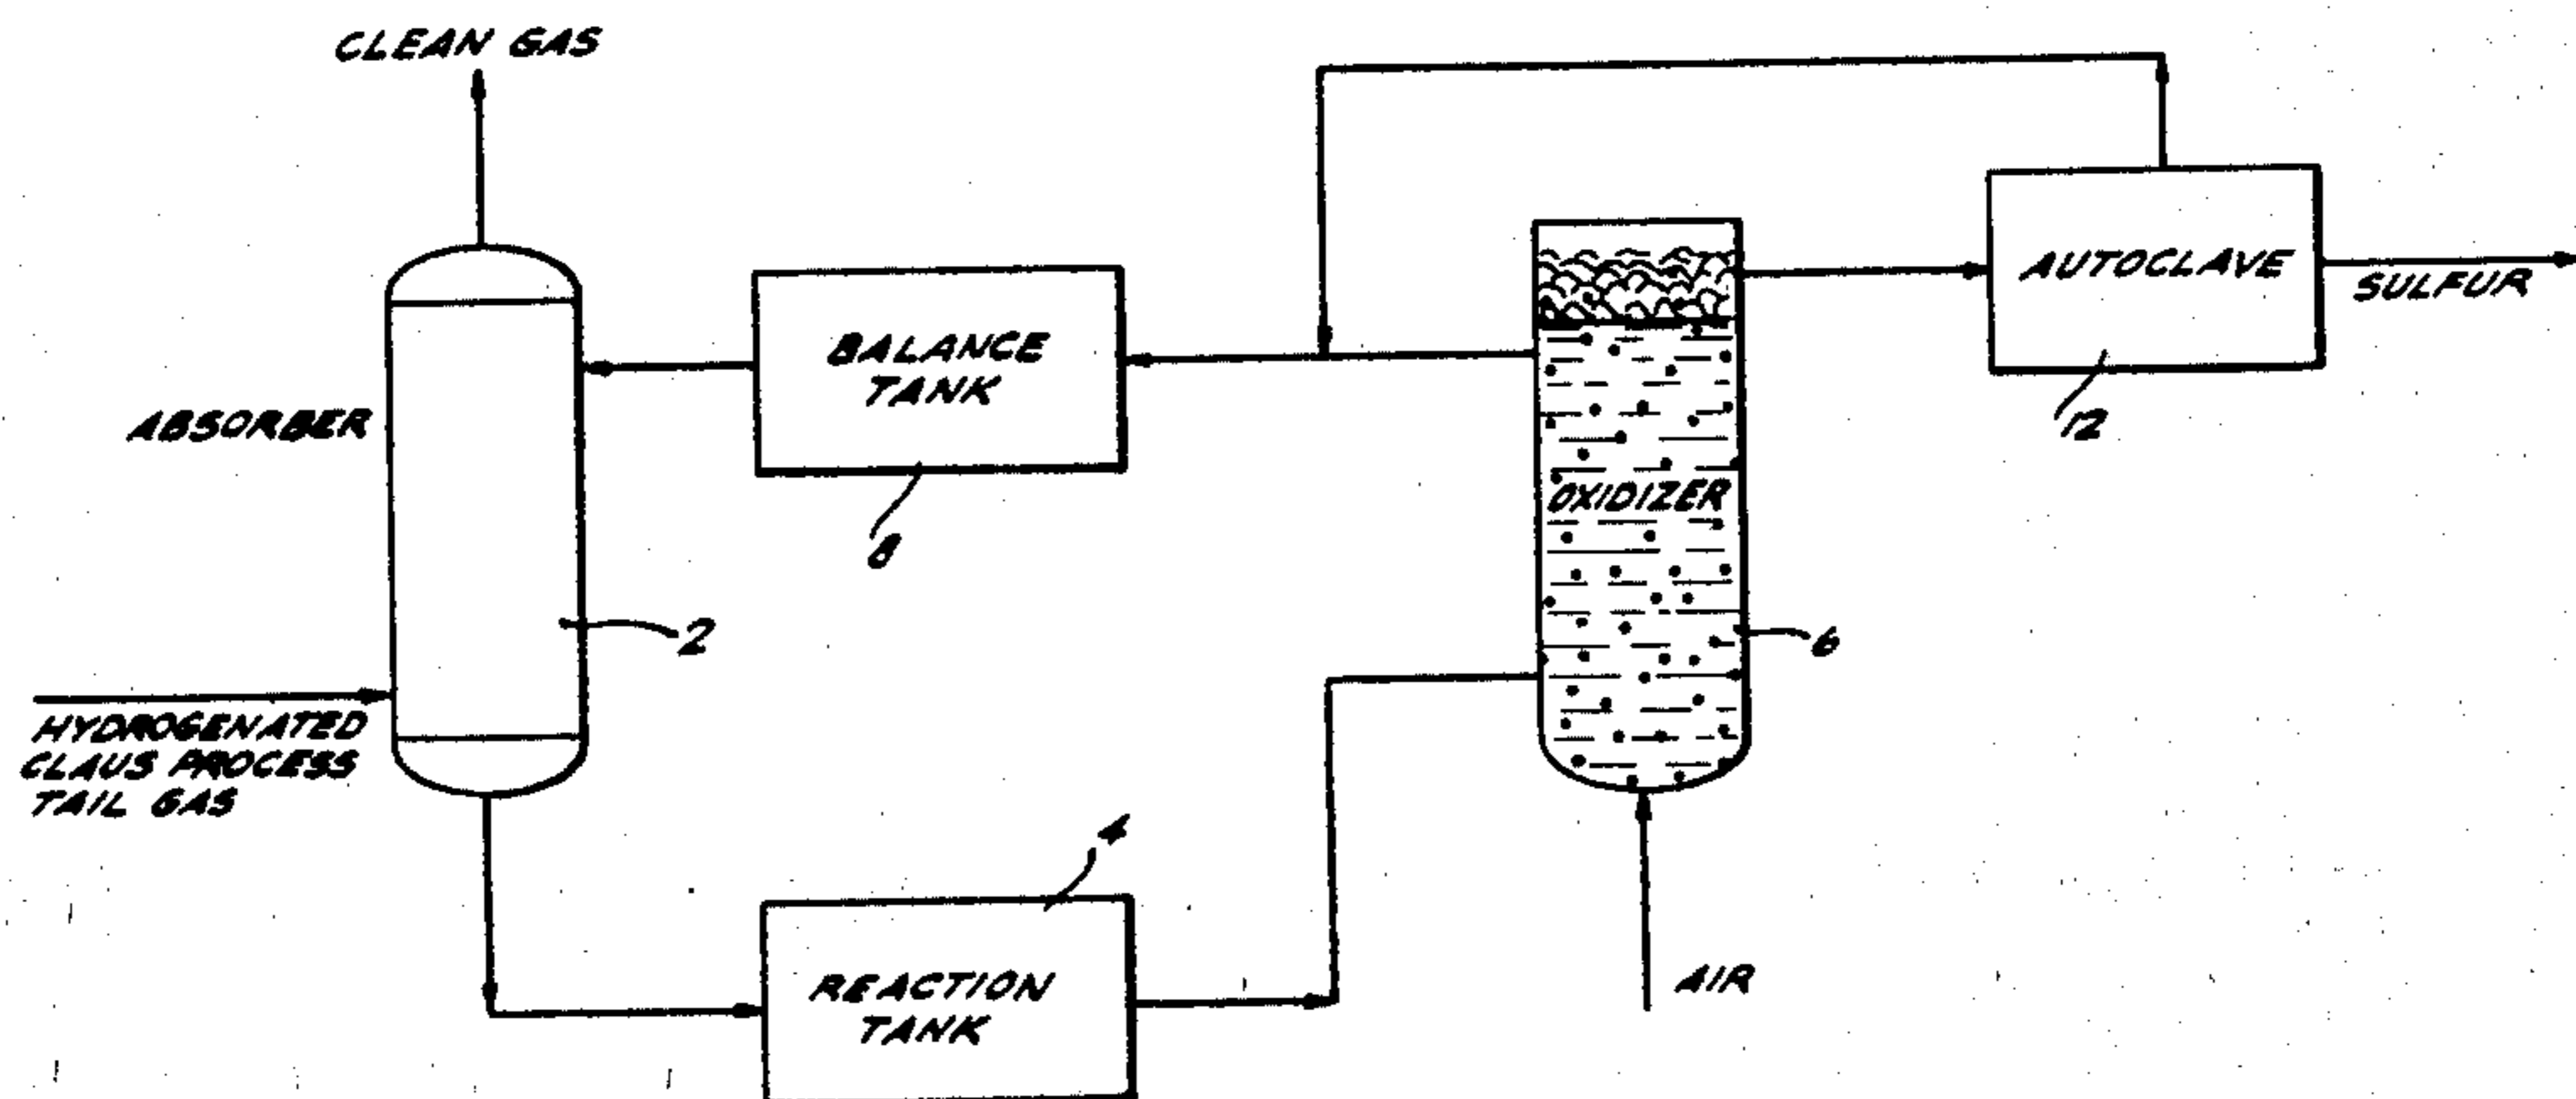 CLEAN GAS
AUTOCLAVE
SULFUR
12
BALANCE
TANK
8
ABSORBER
OXIDIZER
2
6
HYDROGENATED
CLAUS PROCESS
TAIL GAS
4
REACTION
TANK
AIR